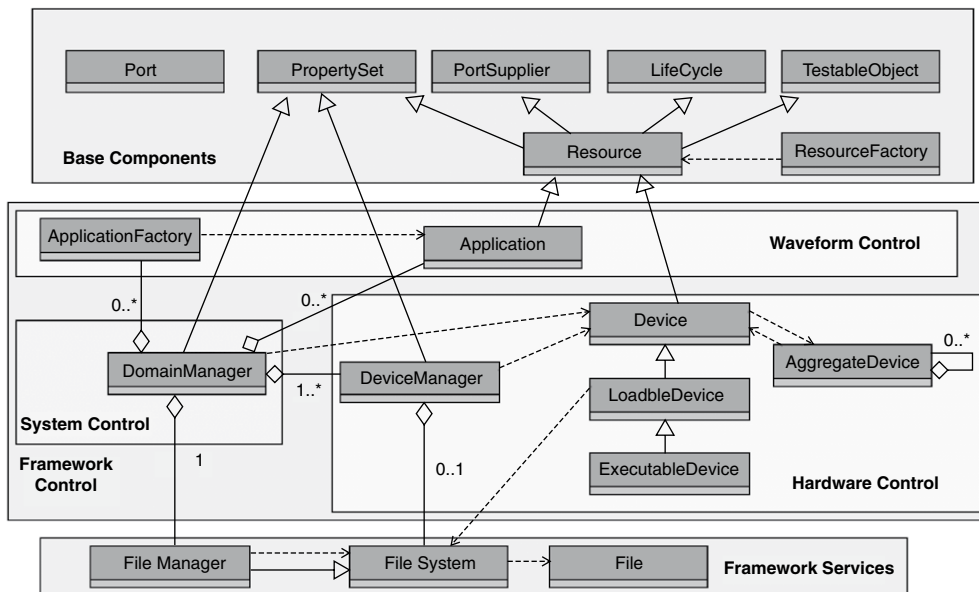 Port
PropertySet
PortSupplier
LifeCycle
TestableObject
Base Components
Resource
ResourceFactory
ApplicationFactory
Application
Waveform Control
0..*
0..*
Device
0..*
DomainManager
1..*
DeviceManager
AggregateDevice
LoadbleDevice
System Control
1
Framework
Control
0..1
ExecutableDevice
Hardware Control
File Manager
File System
File
Framework Services